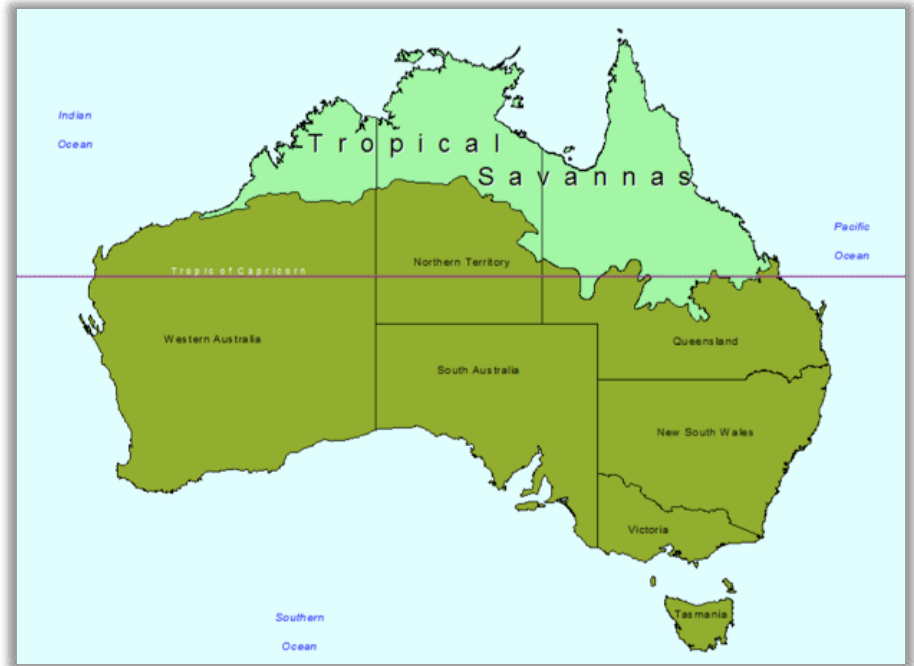 Indian
Ocean
Tropical
Savannas
Pacific
Ocean
Tropic of Capricorn
Northern Territory
Western Australia
Queensland
South Australia
New South Wales
Victoria
Tasmania
Southern
Ocean